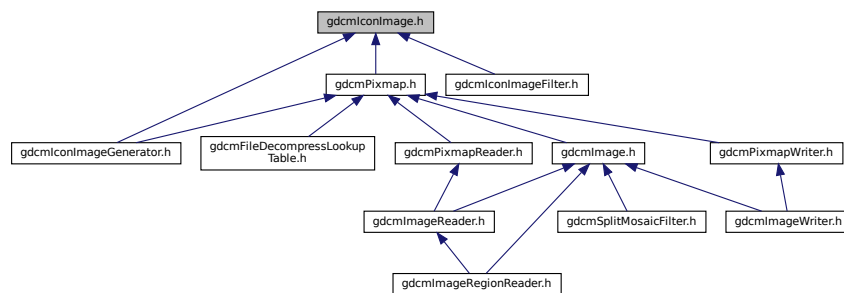 gdcmIconImage.h
gdcmPixmap.h
gdcmIconImageFilter.h
gdcmIconImageGenerator.h
gdcmFileDecompressLookup
Table.h
gdcmPixmapReader.h
gdcmImage.h
gdcmPixmapWriter.h
gdcmImageReader.h
gdcmSplitMosaicFilter.h
gdcmImageWriter.h
gdcmImageRegionReader.h